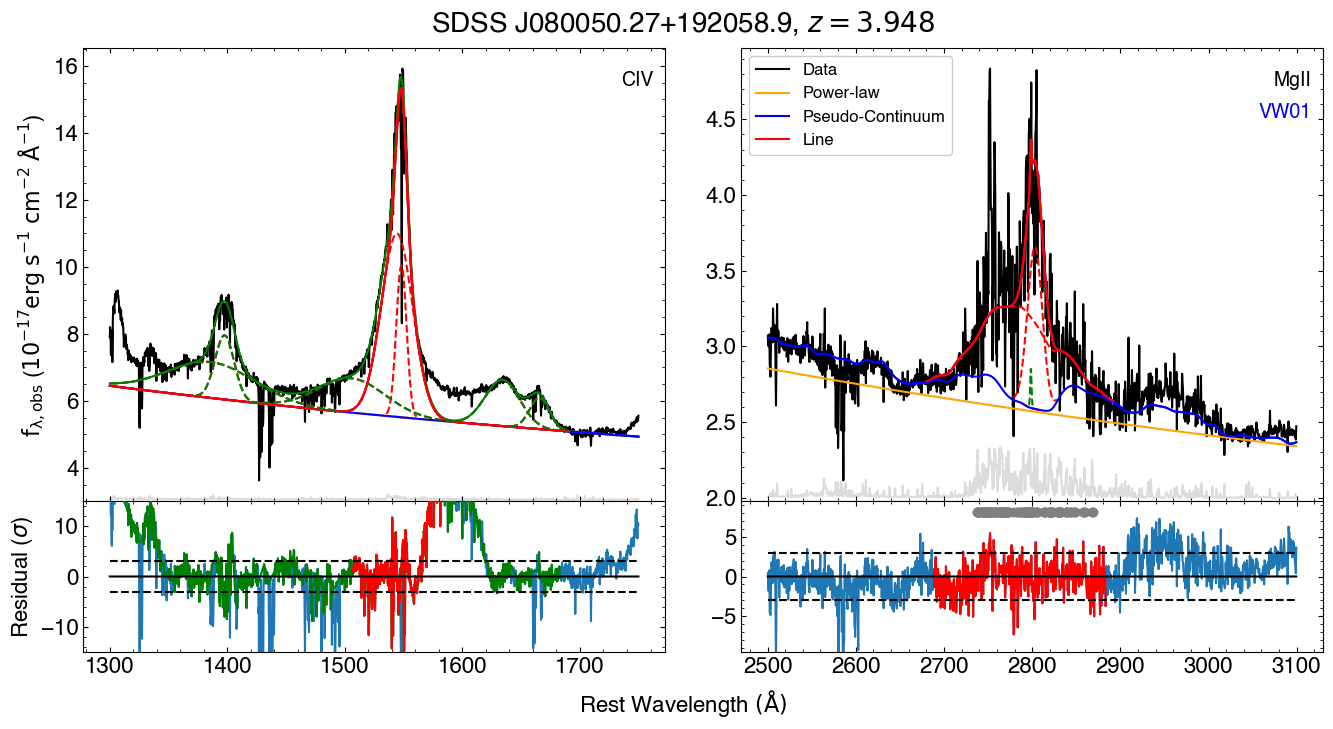 SDSS J080050.27+192058.9, z = 3.948
CIV
MgII
VW01
Data
Power-law
Pseudo-Continuum
Line
f_λ,obs (10⁻¹⁷erg s⁻¹ cm⁻² Å⁻¹)
16
14
12
10
8
6
4
4.5
4.0
3.5
3.0
2.5
2.0
Residual (σ)
10
0
−10
5
0
−5
1300 1400 1500 1600 1700
2500 2600 2700 2800 2900 3000 3100
Rest Wavelength (Å)